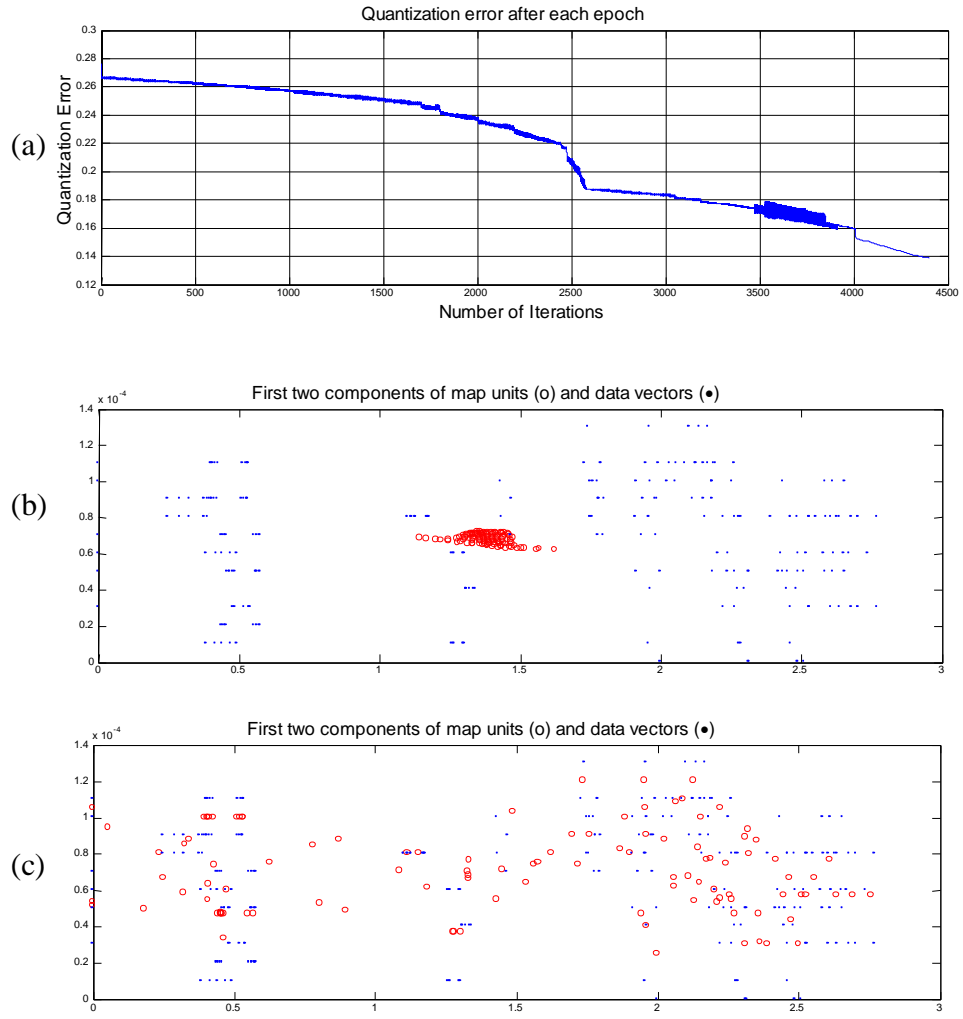 Quantization error after each epoch
0.3
0.28
0.26
0.24
0.22
0.2
0.18
0.16
0.14
0.12
Quantization Error
(a)
0 500 1000 1500 2000 2500 3000 3500 4000 4500
Number of Iterations
First two components of map units (o) and data vectors (•)
x 10^-4
1.4
1.2
1
0.8
0.6
0.4
0.2
0
(b)
0 0.5 1 1.5 2 2.5 3
First two components of map units (o) and data vectors (•)
x 10^-4
1.4
1.2
1
0.8
0.6
0.4
0.2
0
(c)
0 0.5 1 1.5 2 2.5 3